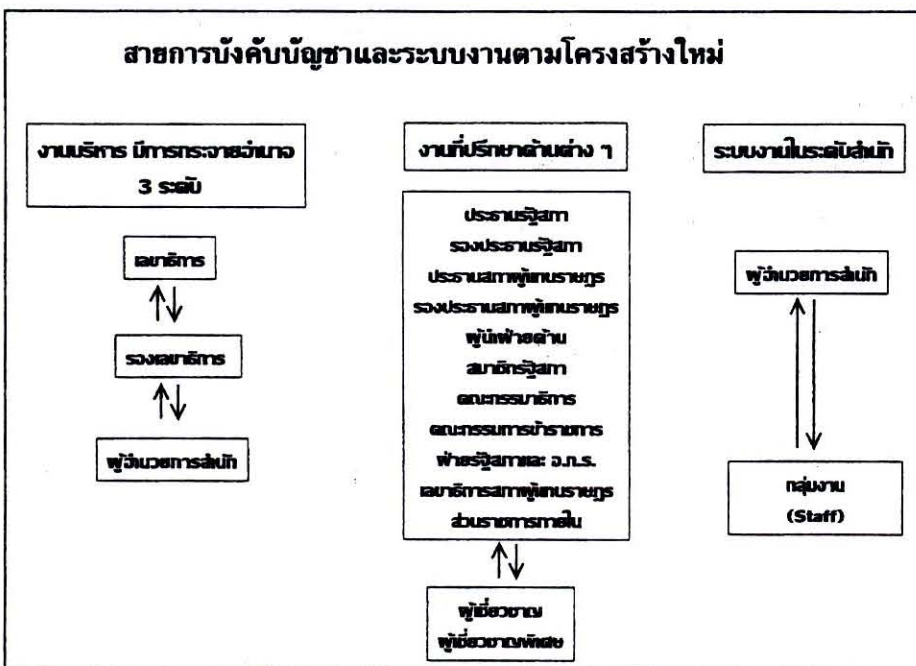 สายการบังคับบัญชาและระบบงานตามโครงสร้างใหม่
งานบริหาร มีการกระจายอำนาจ
3 ระดับ
เลขาธิการ
รองเลขาธิการ
ผู้อำนวยการสำนัก
งานที่ปรึกษาด้านต่าง ๆ
ประธานรัฐสภา
รองประธานรัฐสภา
ประธานสภาผู้แทนราษฎร
รองประธานสภาผู้แทนราษฎร
ผู้นำฝ่ายค้าน
สมาชิกรัฐสภา
คณะกรรมาธิการ
คณะกรรมการข้าราชการ
ฝ่ายรัฐสภาและ อ.ก.ร.
เลขาธิการสภาผู้แทนราษฎร
ส่วนราชการภายใน
ผู้เชี่ยวชาญ
ผู้เชี่ยวชาญพิเศษ
ระบบงานในระดับสำนัก
ผู้อำนวยการสำนัก
กลุ่มงาน
(Staff)